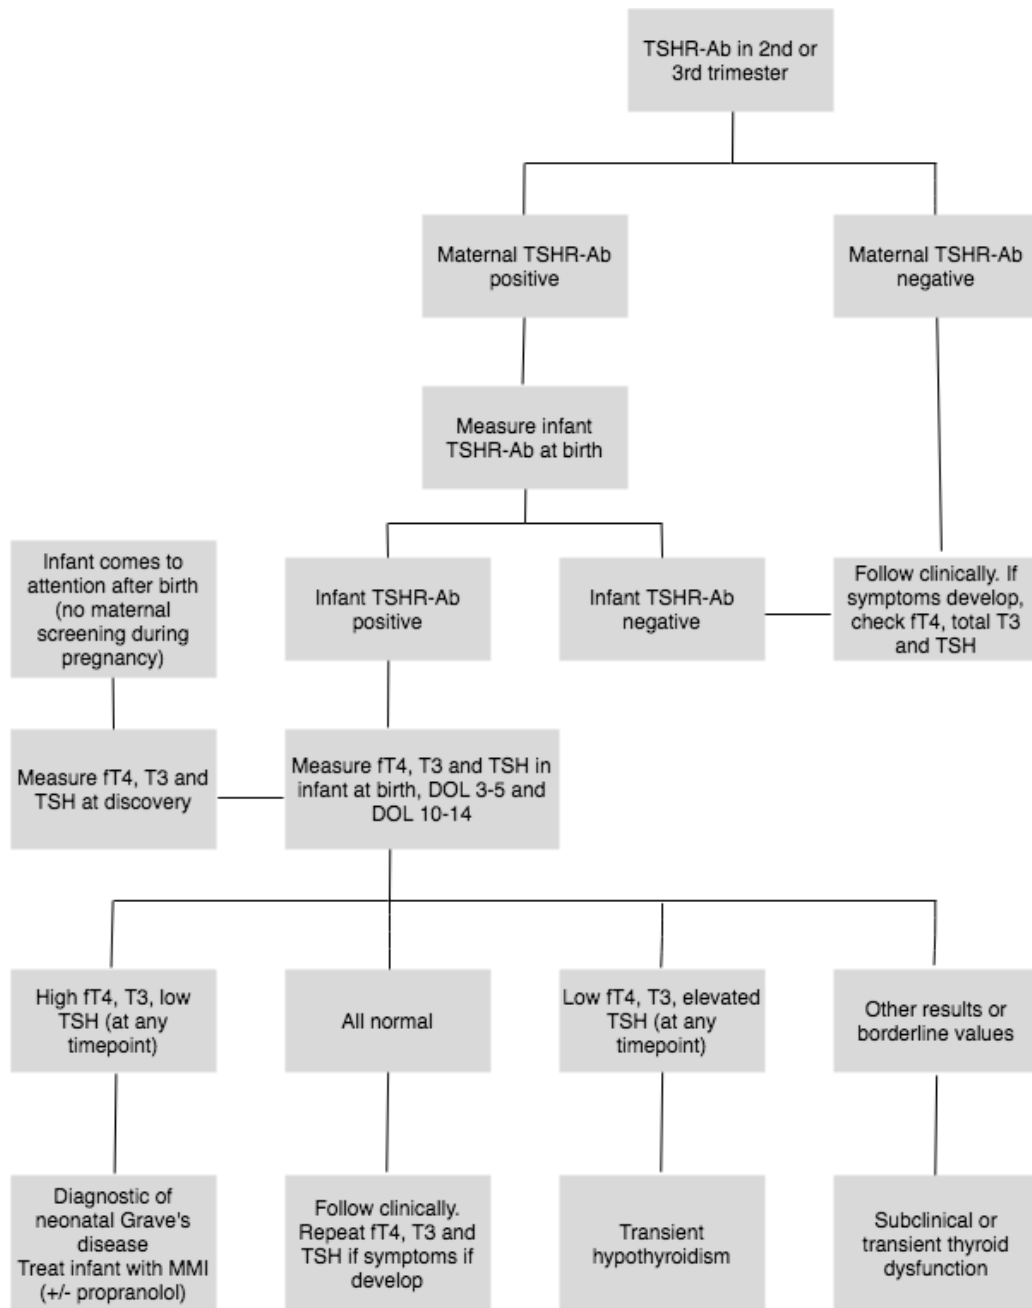 TSHR-Ab in 2nd or
3rd trimester
Maternal TSHR-Ab
positive
Maternal TSHR-Ab
negative
Measure infant
TSHR-Ab at birth
Infant comes to
attention after birth
(no maternal
screening during
pregnancy)
Infant TSHR-Ab
positive
Infant TSHR-Ab
negative
Follow clinically. If
symptoms develop,
check fT4, total T3
and TSH
Measure fT4, T3 and
TSH at discovery
Measure fT4, T3 and TSH in
infant at birth, DOL 3-5 and
DOL 10-14
High fT4, T3, low
TSH (at any
timepoint)
All normal
Low fT4, T3, elevated
TSH (at any
timepoint)
Other results or
borderline values
Diagnostic of
neonatal Grave's
disease
Treat infant with MMI
(+/- propranolol)
Follow clinically.
Repeat fT4, T3 and
TSH if symptoms if
develop
Transient
hypothyroidism
Subclinical or
transient thyroid
dysfunction